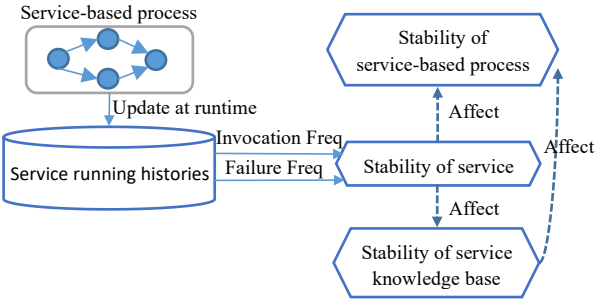 Service-based process
Update at runtime
Service running histories
Invocation Freq
Failure Freq
Stability of
service-based process
Affect
Stability of service
Affect
Affect
Stability of service
knowledge base